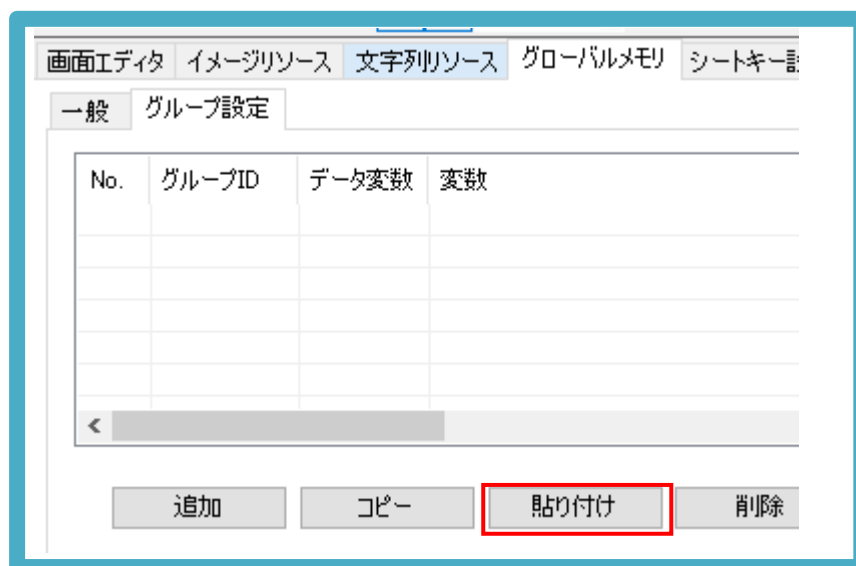 画面エディタ イメージリソース 文字列リソース グローバルメモリ シートキー
一般 グループ設定
No. グループID データ変数 変数
追加 コピー 貼り付け 削除